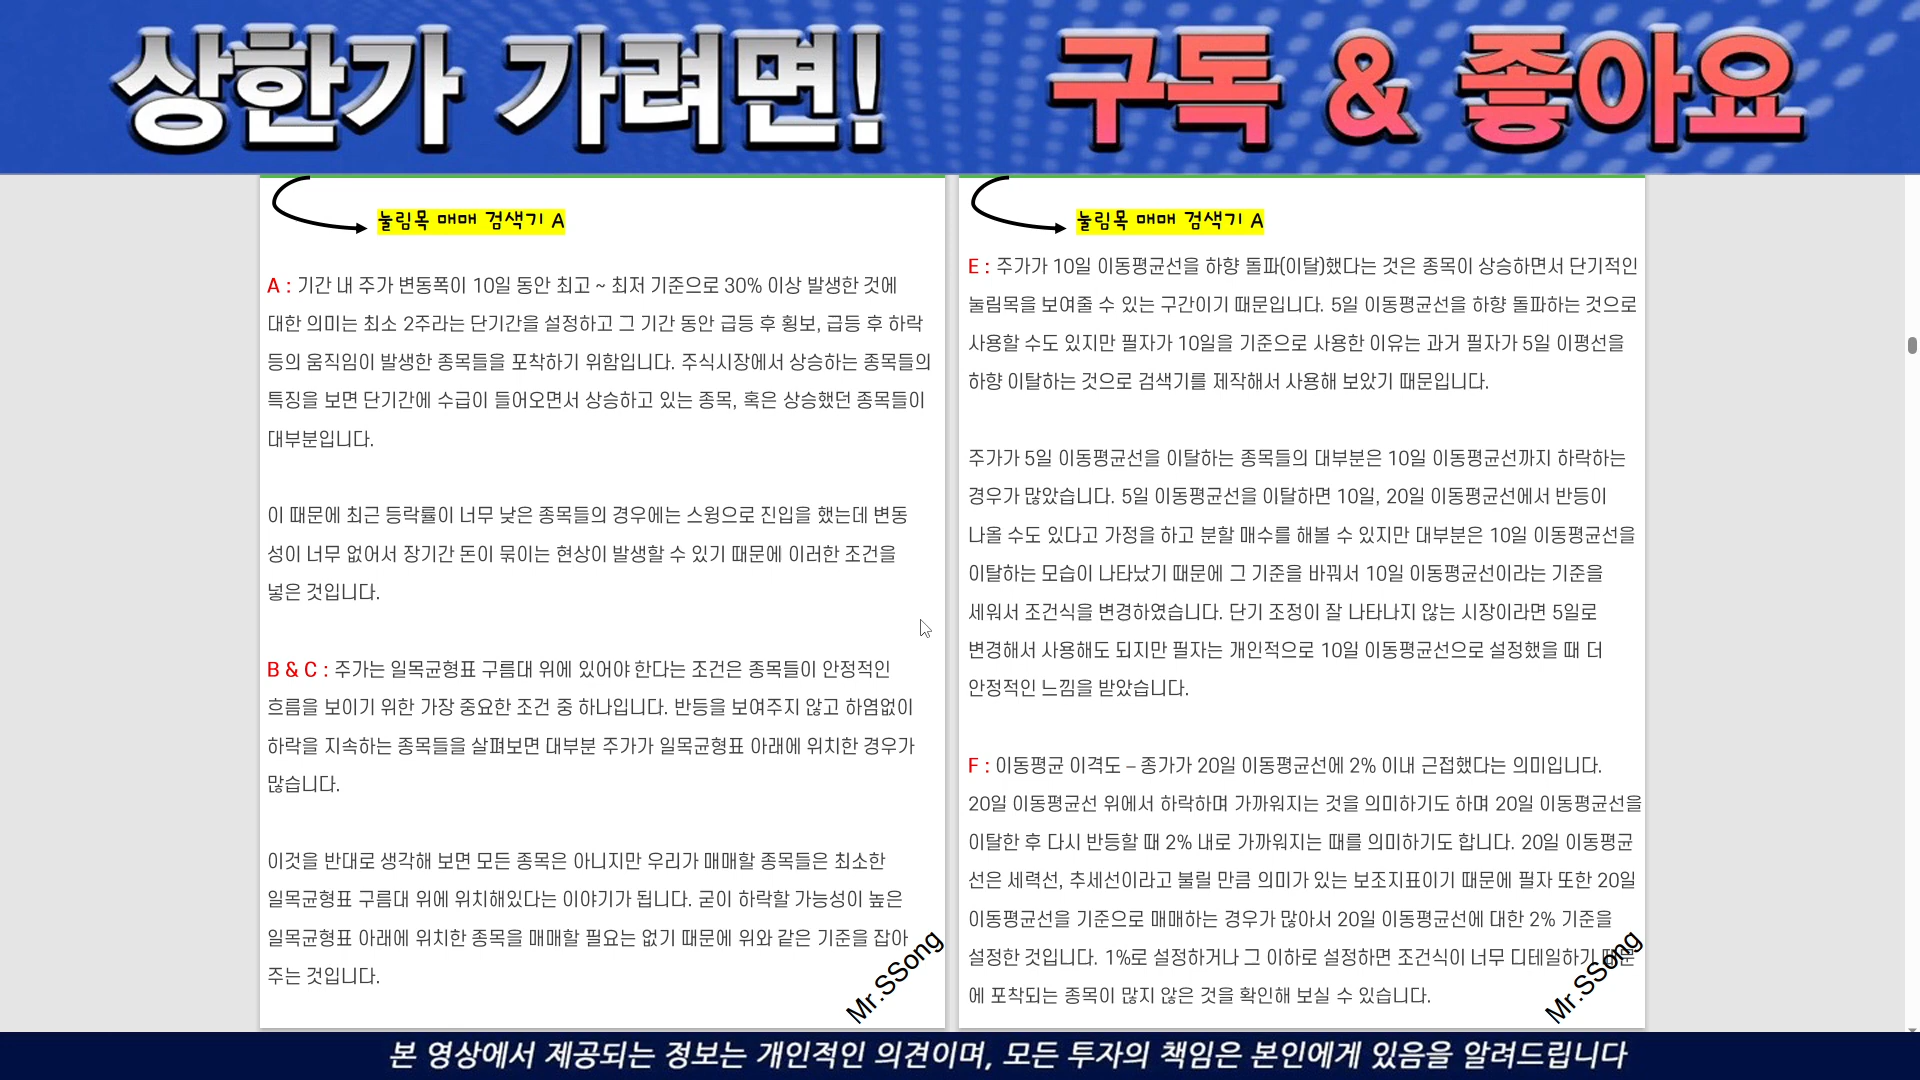 상한가 가려면! 구독 & 좋아요
눌림목 매매 검색기 A
A : 기간 내 주가 변동폭이 10일 동안 최고 ~ 최저 기준으로 30% 이상 발생한 것에
대한 의미는 최소 2주라는 단기간을 설정하고 그 기간 동안 급등 후 횡보, 급등 후 하락
등의 움직임이 발생한 종목들을 포착하기 위함입니다. 주식시장에서 상승하는 종목들의
특징을 보면 단기간에 수급이 들어오면서 상승하고 있는 종목, 혹은 상승했던 종목들이
대부분입니다.
이 때문에 최근 등락률이 너무 낮은 종목들의 경우에는 스윙으로 진입을 했는데 변동
성이 너무 없어서 장기간 돈이 묶이는 현상이 발생할 수 있기 때문에 이러한 조건을
넣은 것입니다.
B & C : 주가는 일목균형표 구름대 위에 있어야 한다는 조건은 종목들이 안정적인
흐름을 보이기 위한 가장 중요한 조건 중 하나입니다. 반등을 보여주지 않고 하염없이
하락을 지속하는 종목들을 살펴보면 대부분 주가가 일목균형표 아래에 위치한 경우가
많습니다.
이것을 반대로 생각해 보면 모든 종목은 아니지만 우리가 매매할 종목들은 최소한
일목균형표 구름대 위에 위치해있다는 이야기가 됩니다. 굳이 하락할 가능성이 높은
일목균형표 아래에 위치한 종목을 매매할 필요는 없기 때문에 위와 같은 기준을 잡아
주는 것입니다.
Mr.SSong
눌림목 매매 검색기 A
E : 주가가 10일 이동평균선을 하향 돌파(이탈)했다는 것은 종목이 상승하면서 단기적인
눌림목을 보여줄 수 있는 구간이기 때문입니다. 5일 이동평균선을 하향 돌파하는 것으로
사용할 수도 있지만 필자가 10일을 기준으로 사용한 이유는 과거 필자가 5일 이평선을
하향 이탈하는 것으로 검색기를 제작해서 사용해 보았기 때문입니다.
주가가 5일 이동평균선을 이탈하는 종목들의 대부분은 10일 이동평균선까지 하락하는
경우가 많았습니다. 5일 이동평균선을 이탈하면 10일, 20일 이동평균선에서 반등이
나올 수도 있다고 가정을 하고 분할 매수를 해볼 수 있지만 대부분은 10일 이동평균선을
이탈하는 모습이 나타났기 때문에 그 기준을 바꿔서 10일 이동평균선이라는 기준을
세워서 조건식을 변경하였습니다. 단기 조정이 잘 나타나지 않는 시장이라면 5일로
변경해서 사용해도 되지만 필자는 개인적으로 10일 이동평균선으로 설정했을 때 더
안정적인 느낌을 받았습니다.
F : 이동평균 이격도 – 종가가 20일 이동평균선에 2% 이내 근접했다는 의미입니다.
20일 이동평균선 위에서 하락하며 가까워지는 것을 의미하기도 하며 20일 이동평균선을
이탈한 후 다시 반등할 때 2% 내로 가까워지는 때를 의미하기도 합니다. 20일 이동평균
선은 세력선, 추세선이라고 불릴 만큼 의미가 있는 보조지표이기 때문에 필자 또한 20일
이동평균선을 기준으로 매매하는 경우가 많아서 20일 이동평균선에 대한 2% 기준을
설정한 것입니다. 1%로 설정하거나 그 이하로 설정하면 조건식이 너무 디테일하기 때문
에 포착되는 종목이 많지 않은 것을 확인해 보실 수 있습니다.
Mr.SSong
본 영상에서 제공되는 정보는 개인적인 의견이며, 모든 투자의 책임은 본인에게 있음을 알려드립니다